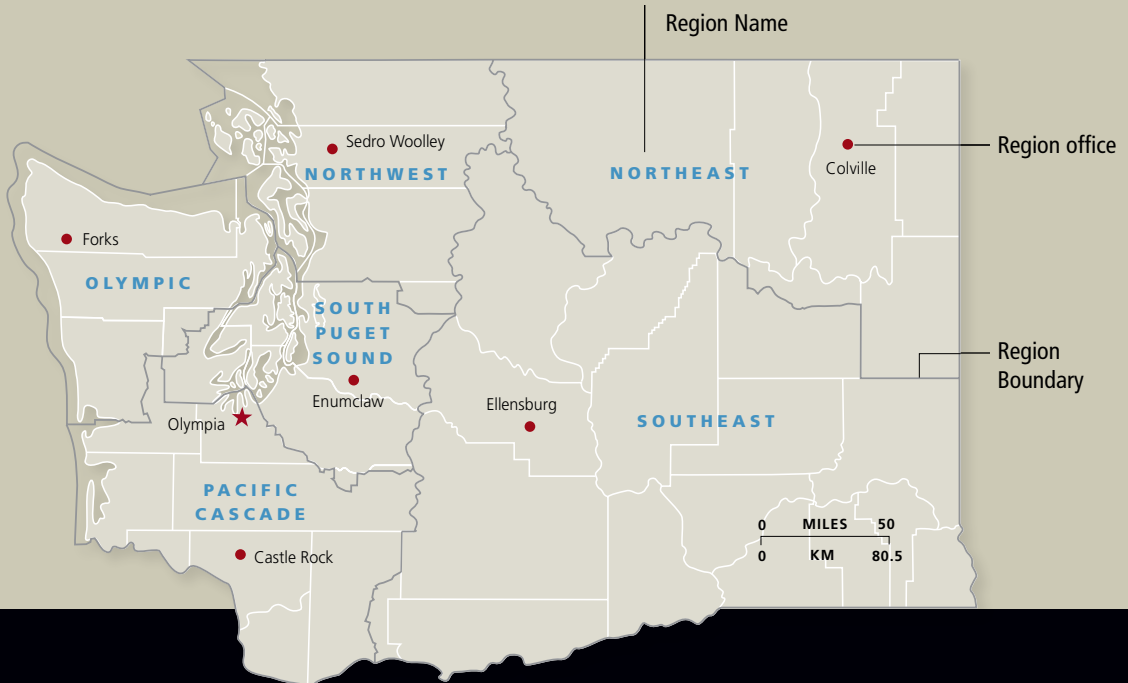 Region Name
Sedro Woolley
NORTHWEST
NORTHEAST
Colville
Region office
Forks
OLYMPIC
SOUTH
PUGET
SOUND
Enumclaw
Region
Boundary
Olympia
Ellensburg
SOUTHEAST
PACIFIC
CASCADE
Castle Rock
0 MILES 50
0 KM 80.5